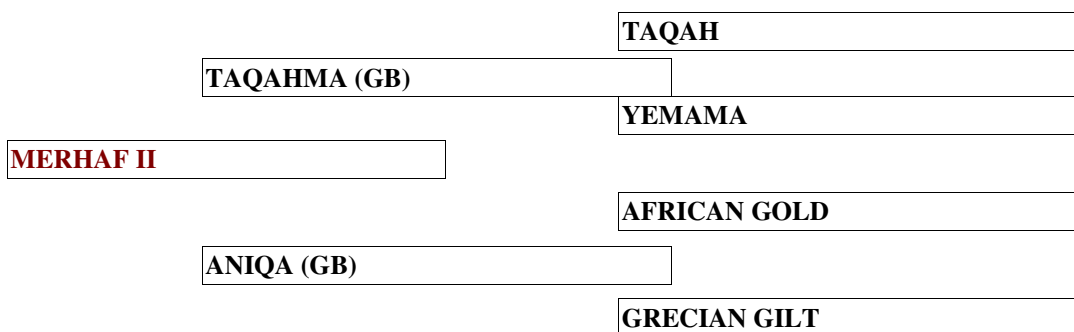 TAQAH
TAQAHMA (GB)
YEMAMA
MERHAF II
AFRICAN GOLD
ANIQA (GB)
GRECIAN GILT